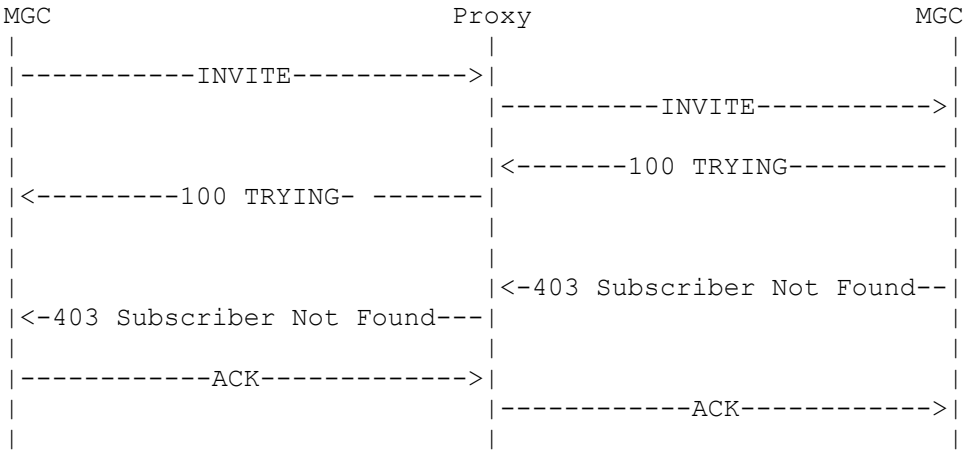 MGC Proxy MGC
|-----------INVITE----------->|
|----------INVITE----------->|
|<-------100 TRYING----------|
|<---------100 TRYING- -------|
|<-403 Subscriber Not Found--|
|<-403 Subscriber Not Found---|
|------------ACK------------->|
|------------ACK------------>|